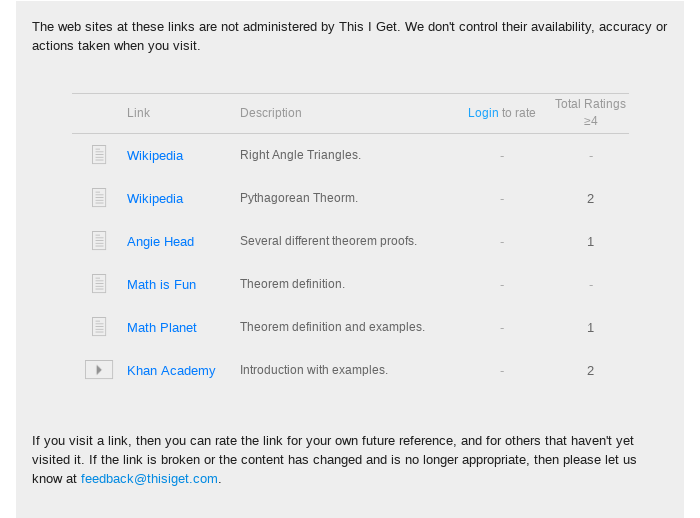 The web sites at these links are not administered by This I Get. We don't control their availability, accuracy or
actions taken when you visit.
Link Description Login to rate Total Ratings
≥4
Wikipedia Right Angle Triangles. - -
Wikipedia Pythagorean Theorm. - 2
Angie Head Several different theorem proofs. - 1
Math is Fun Theorem definition. - -
Math Planet Theorem definition and examples. - 1
Khan Academy Introduction with examples. - 2
If you visit a link, then you can rate the link for your own future reference, and for others that haven't yet
visited it. If the link is broken or the content has changed and is no longer appropriate, then please let us
know at feedback@thisiget.com.